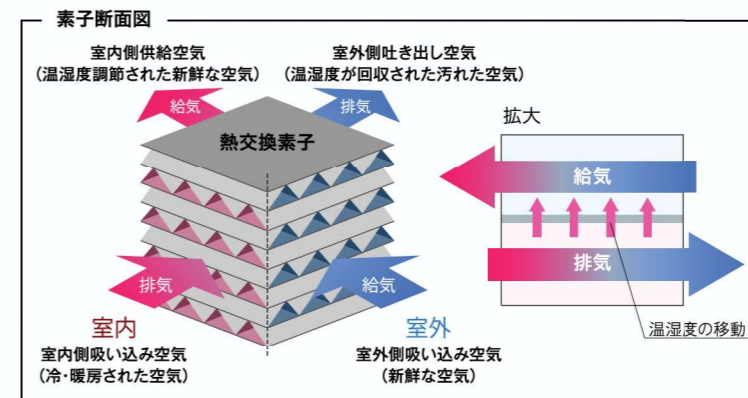 素子断面図
室内側供給空気
(温湿度調節された新鮮な空気)
室外側吐き出し空気
(温湿度が回収された汚れた空気)
給気
排気
熱交換素子
排気
給気
室内
室内側吸い込み空気
(冷・暖房された空気)
室外
室外側吸い込み空気
(新鮮な空気)
拡大
給気
排気
温湿度の移動